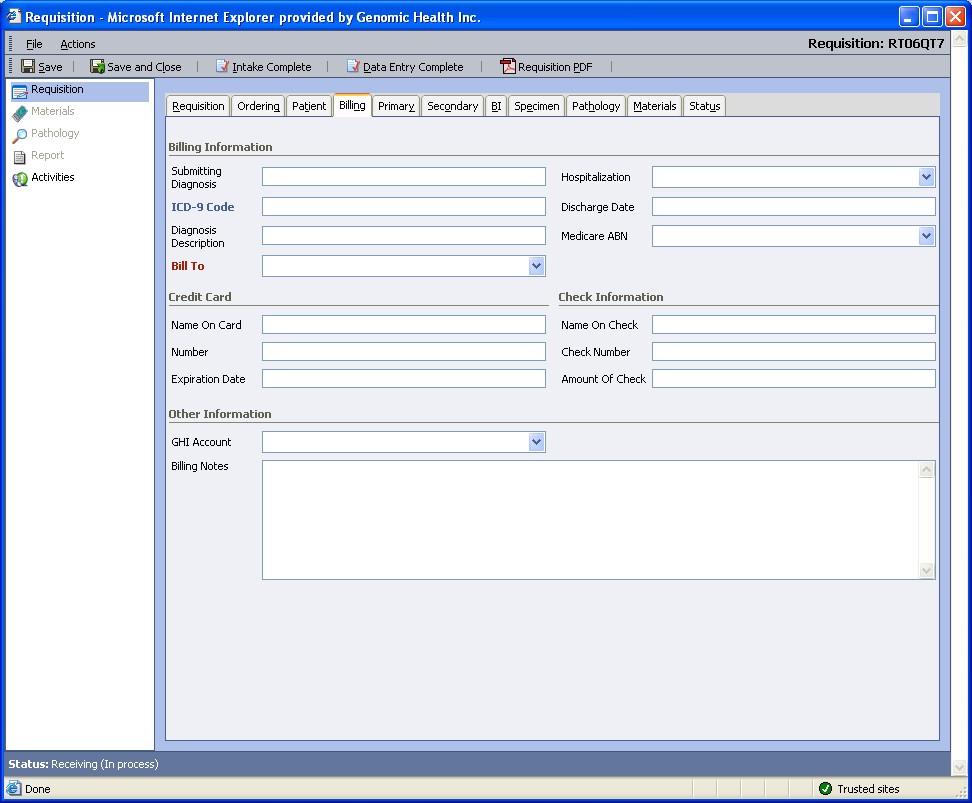 Requisition - Microsoft Internet Explorer provided by Genomic Health Inc.
File Actions Requisition: RT06QT7
Save Save and Close Intake Complete Data Entry Complete Requisition PDF
Requisition
Materials
Pathology
Report
Activities
Requisition Ordering Patient Billing Primary Secondary BI Specimen Pathology Materials Status
Billing Information
Submitting
Diagnosis
Hospitalization
ICD-9 Code
Discharge Date
Diagnosis
Description
Medicare ABN
Bill To
Credit Card
Check Information
Name On Card
Name On Check
Number
Check Number
Expiration Date
Amount Of Check
Other Information
GHI Account
Billing Notes
Status: Receiving (In process)
Done
Trusted sites